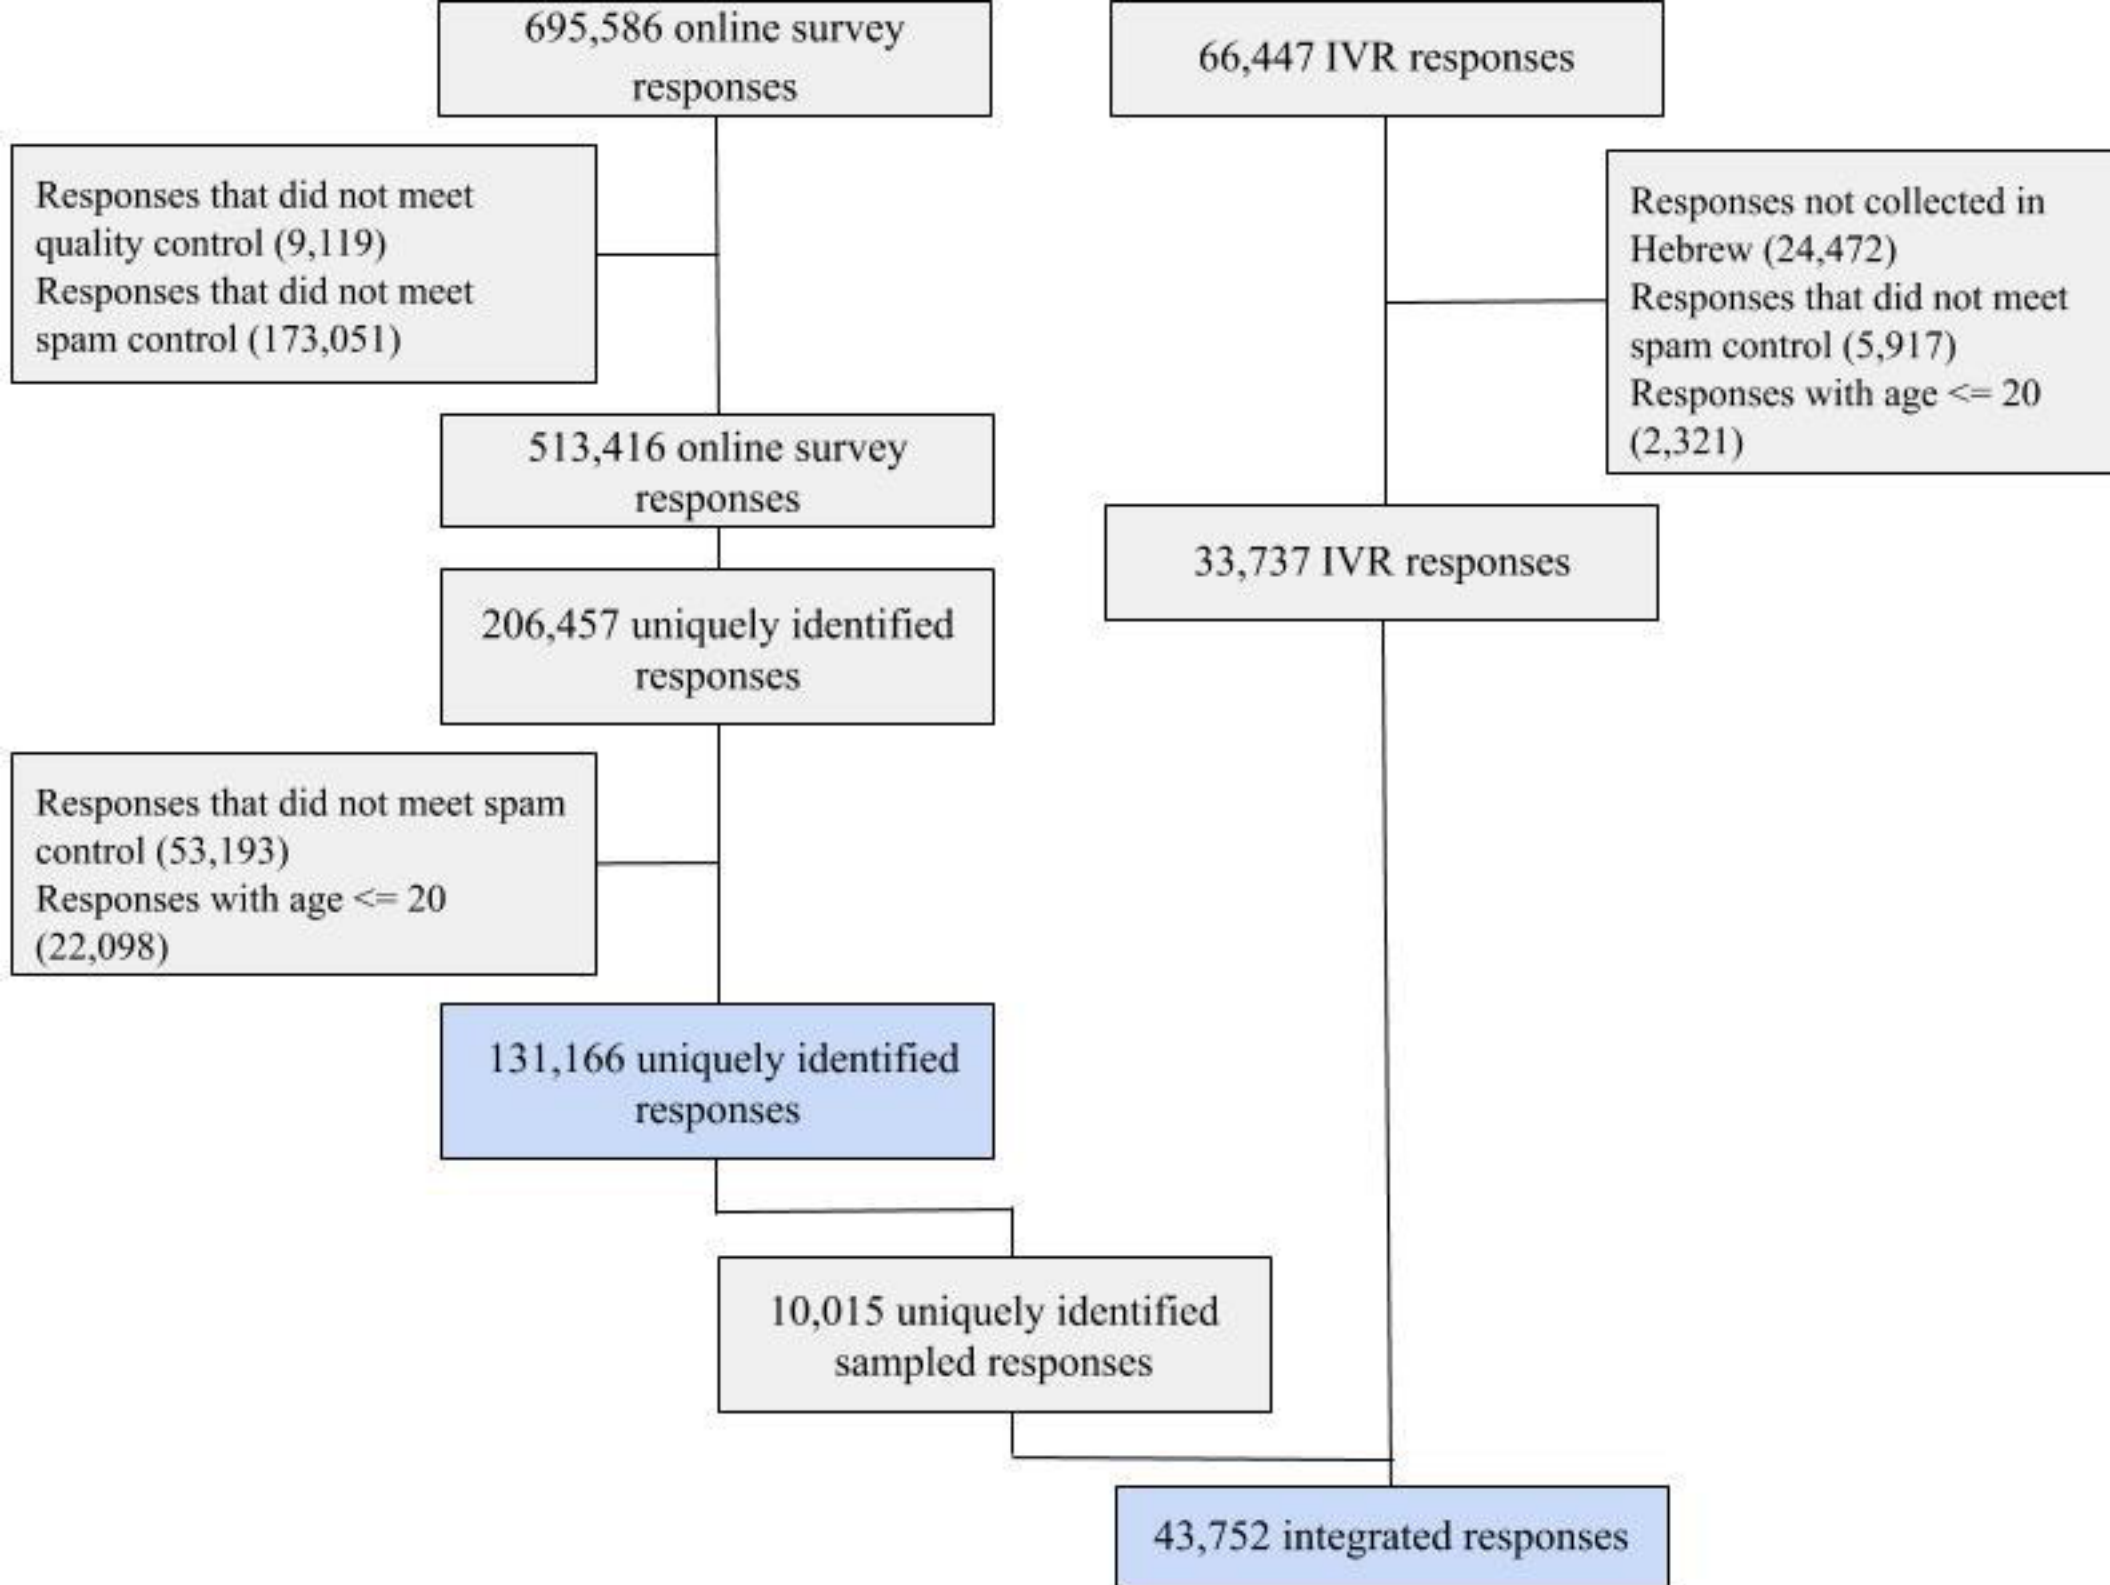 695,586 online survey
responses
66,447 IVR responses
Responses that did not meet
quality control (9,119)
Responses that did not meet
spam control (173,051)
Responses not collected in
Hebrew (24,472)
Responses that did not meet
spam control (5,917)
Responses with age <= 20
(2,321)
513,416 online survey
responses
33,737 IVR responses
206,457 uniquely identified
responses
Responses that did not meet spam
control (53,193)
Responses with age <= 20
(22,098)
131,166 uniquely identified
responses
10,015 uniquely identified
sampled responses
43,752 integrated responses